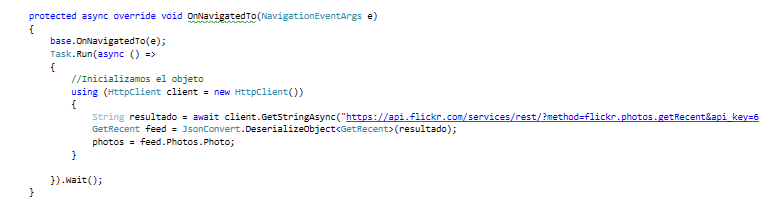 protected async override void OnNavigatedTo(NavigationEventArgs e)
{
    base.OnNavigatedTo(e);
    Task.Run(async () =>
    {
        //Inicializamos el objeto
        using (HttpClient client = new HttpClient())
        {
            String resultado = await client.GetStringAsync("https://api.flickr.com/services/rest/?method=flickr.photos.getRecent&api_key=6
            GetRecent feed = JsonConvert.DeserializeObject<GetRecent>(resultado);
            photos = feed.Photos.Photo;
        }
    }).Wait();
}